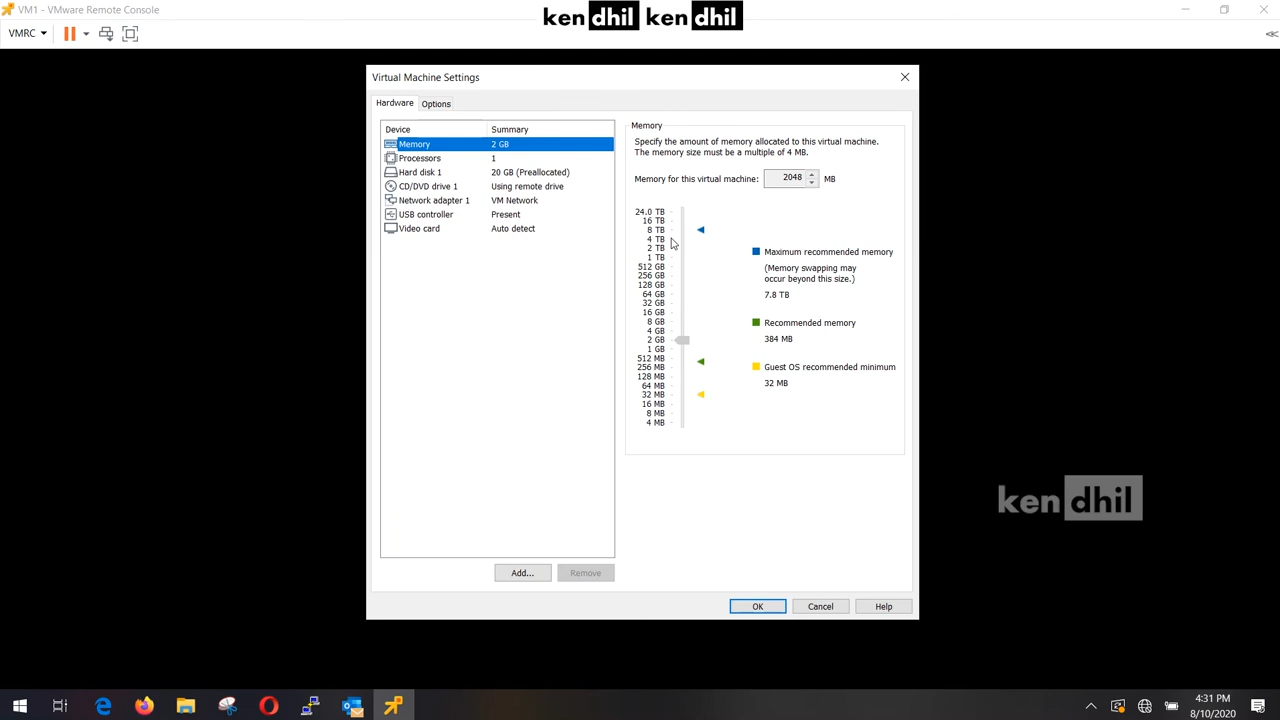 VM1 - VMware Remote Console
ken dhil ken dhil
VMRC
Virtual Machine Settings
Hardware Options
Device Summary
Memory 2 GB
Processors 1
Hard disk 1 20 GB (Preallocated)
CD/DVD drive 1 Using remote drive
Network adapter 1 VM Network
USB controller Present
Video card Auto detect
Add... Remove
Memory
Specify the amount of memory allocated to this virtual machine.
The memory size must be a multiple of 4 MB.
Memory for this virtual machine: 2048 MB
24.0 TB
16 TB
8 TB
4 TB
2 TB
1 TB
512 GB
256 GB
128 GB
64 GB
32 GB
16 GB
8 GB
4 GB
2 GB
1 GB
512 MB
256 MB
128 MB
64 MB
32 MB
16 MB
8 MB
4 MB
Maximum recommended memory
(Memory swapping may
occur beyond this size.)
7.8 TB
Recommended memory
384 MB
Guest OS recommended minimum
32 MB
OK Cancel Help
ken dhil
4:31 PM
8/10/2020